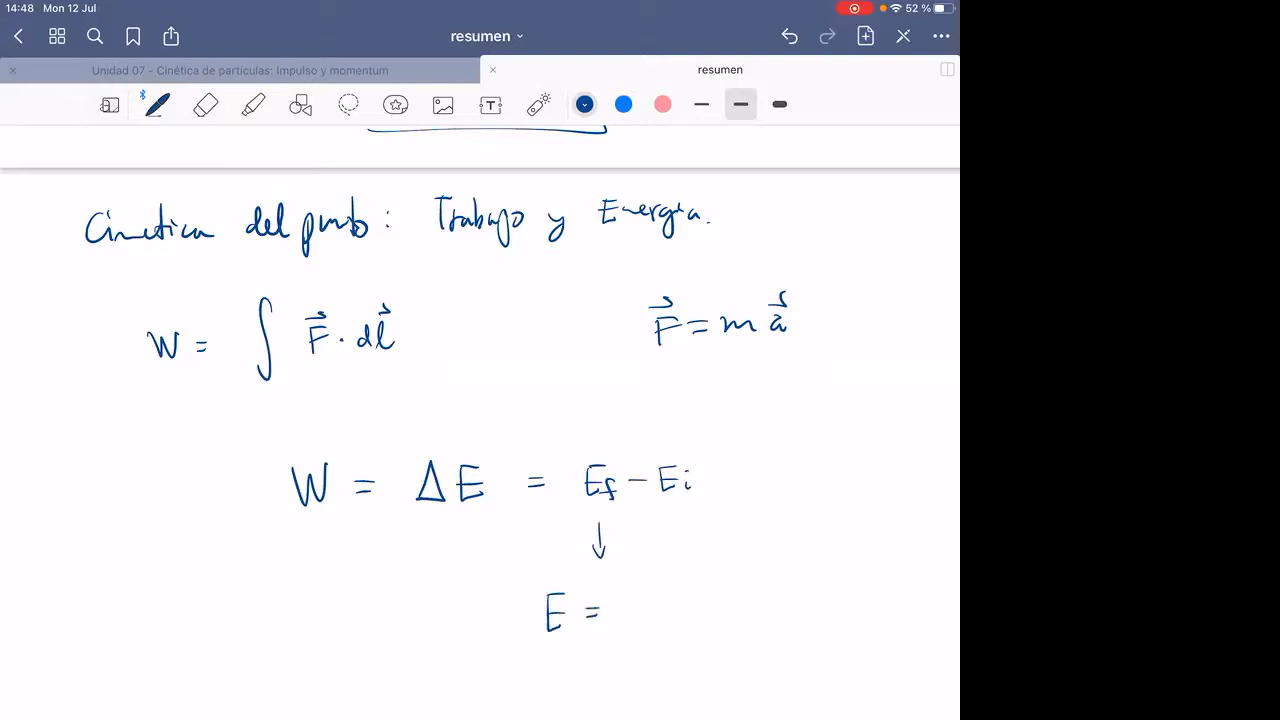 14:48 Mon 12 Jul 52 %
resumen
Unidad 07 - Cinética de partículas: Impulso y momentum
resumen
Cinetica del punto: Trabajo y Energía.
W = ∫ F⃗ · dl⃗ F⃗ = m a⃗
W = ΔE = Ef - Ei
↓
E =